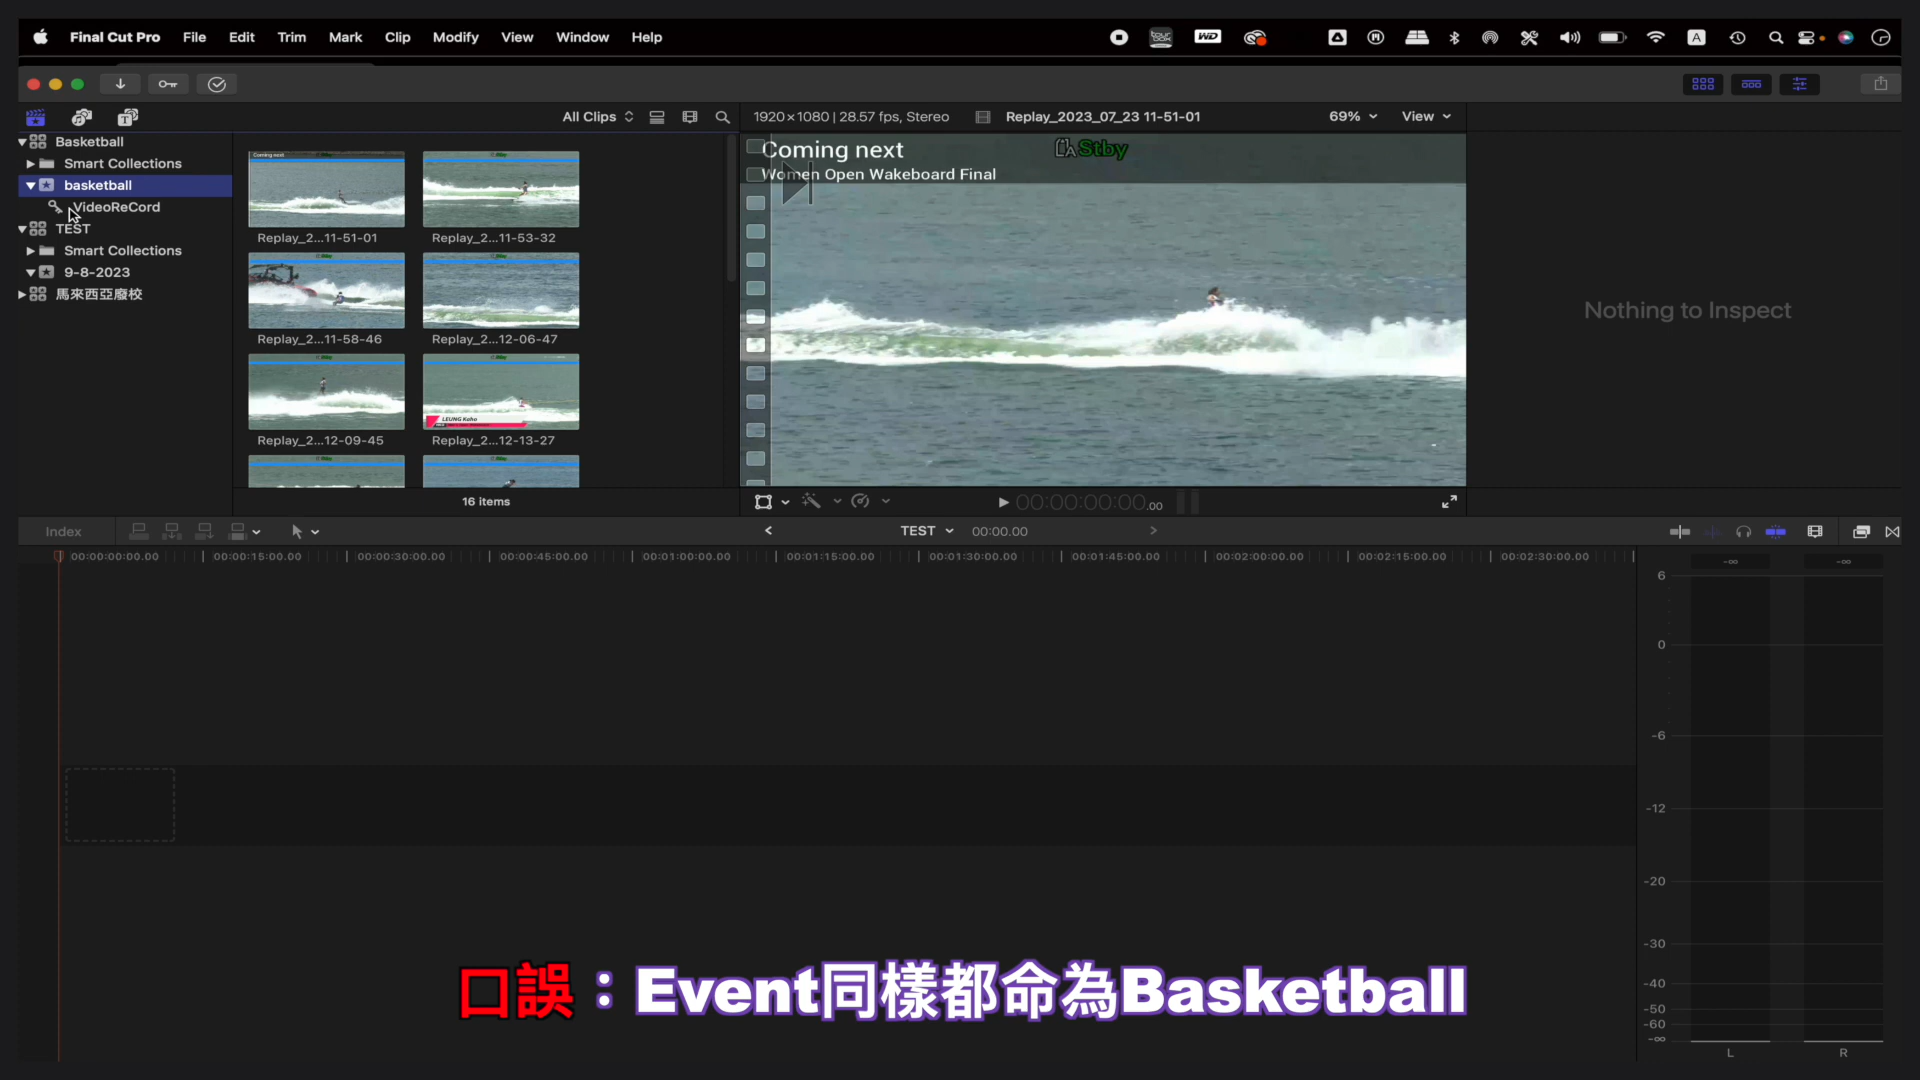 Final Cut Pro File Edit Trim Mark Clip Modify View Window Help
WD
A
All Clips
1920×1080 | 28.57 fps, Stereo
Replay_2023_07_23 11-51-01
69%
View
Basketball
Smart Collections
basketball
VideoReCord
TEST
Smart Collections
9-8-2023
馬來西亞廢校
Coming next
Replay_2...11-51-01
Replay_2...11-53-32
Replay_2...11-58-46
Replay_2...12-06-47
LEUNG Keho
Replay_2...12-09-45
Replay_2...12-13-27
16 items
Coming next
Stby
Women Open Wakeboard Final
00:00:00:00.00
Nothing to Inspect
Index
TEST
00:00.00
00:00:00:00.00
00:00:15:00.00
00:00:30:00.00
00:00:45:00.00
00:01:00:00.00
00:01:15:00.00
00:01:30:00.00
00:01:45:00.00
00:02:00:00.00
00:02:15:00.00
00:02:30:00.00
-∞
-∞
6
0
-6
-12
-20
-30
-40
-50
-60
-∞
L
R
口誤：Event同樣都命為Basketball